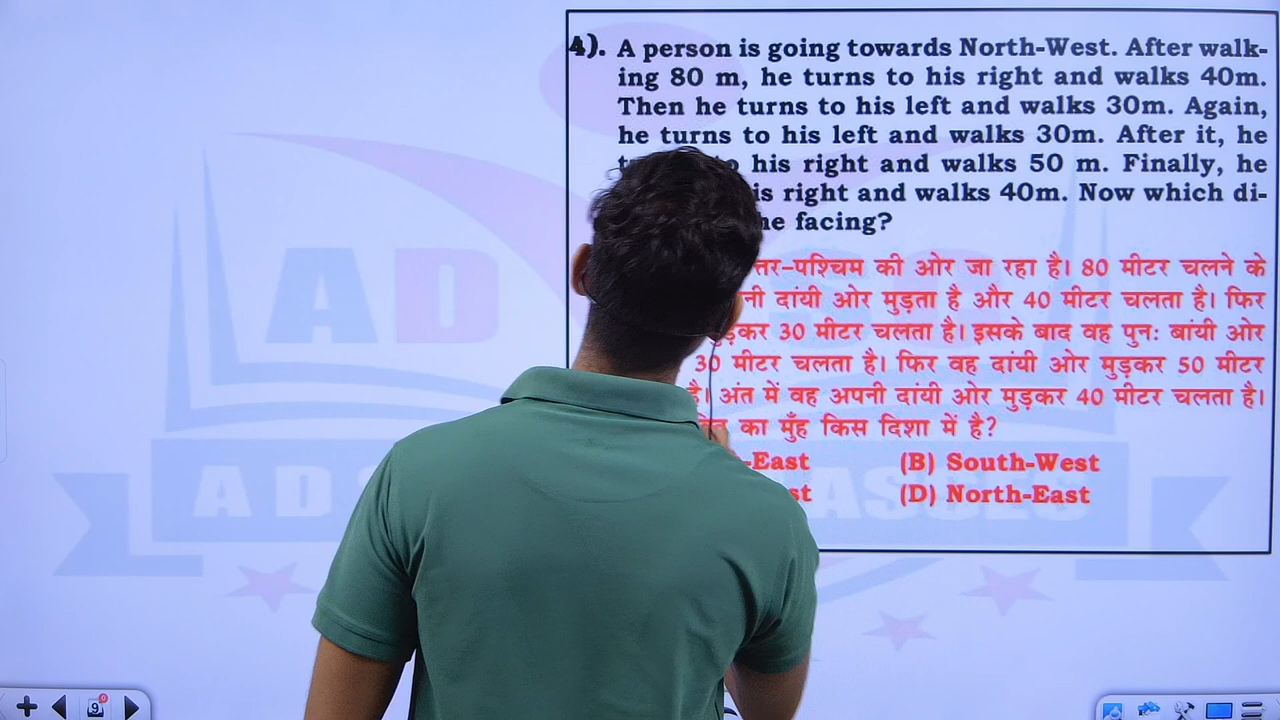 4). A person is going towards North-West. After walk-
ing 80 m, he turns to his right and walks 40m.
Then he turns to his left and walks 30m. Again,
he turns to his left and walks 30m. After it, he
his right and walks 50 m. Finally, he
right and walks 40m. Now which di-
he facing?
की ओर जा रहा है। 80 मीटर चलने के
दांयी ओर मुड़ता है और 40 मीटर चलता है। फिर
30 मीटर चलता है। इसके बाद वह पुनः बांयी ओर
30 मीटर चलता है। फिर वह दांयी ओर मुड़कर 50 मीटर
है। अंत में वह अपनी दांयी ओर मुड़कर 40 मीटर चलता है।
का मुँह किस दिशा में है?
-East (B) South-West
(D) North-East
AD
ADS
9